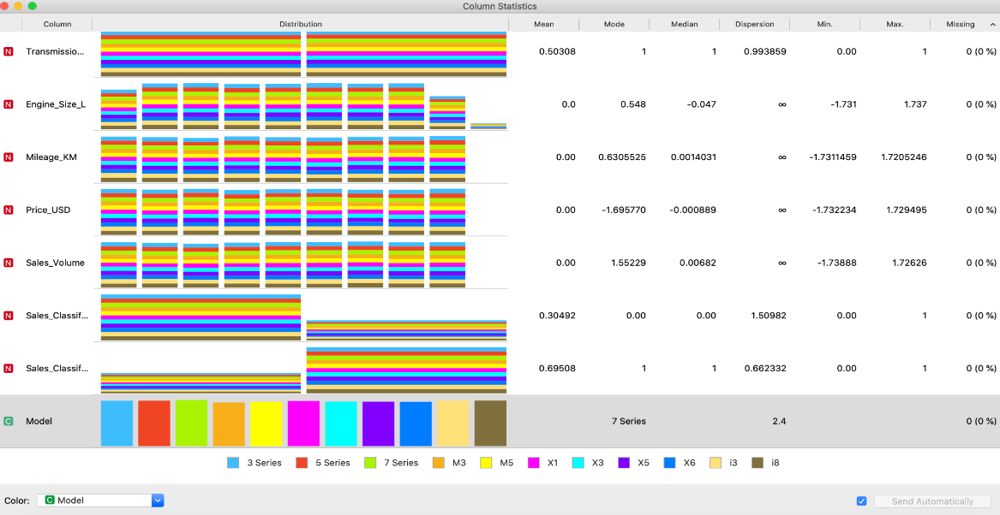 Column Statistics
Column Distribution Mean Mode Median Dispersion Min. Max. Missing
N Transmissio... 0.50308 1 1 0.993859 0.00 1 0 (0 %)
N Engine_Size_L 0.0 0.548 -0.047 ∞ -1.731 1.737 0 (0 %)
N Mileage_KM 0.00 0.6305525 0.0014031 ∞ -1.7311459 1.7205246 0 (0 %)
N Price_USD 0.00 -1.695770 -0.000889 ∞ -1.732234 1.729495 0 (0 %)
N Sales_Volume 0.00 1.55229 0.00682 ∞ -1.73888 1.72626 0 (0 %)
N Sales_Classif... 0.30492 0.00 0.00 1.50982 0.00 1 0 (0 %)
N Sales_Classif... 0.69508 1 1 0.662332 0.00 1 0 (0 %)
C Model 7 Series 2.4 0 (0 %)
3 Series 5 Series 7 Series M3 M5 X1 X3 X5 X6 i3 i8
Color: C Model Send Automatically